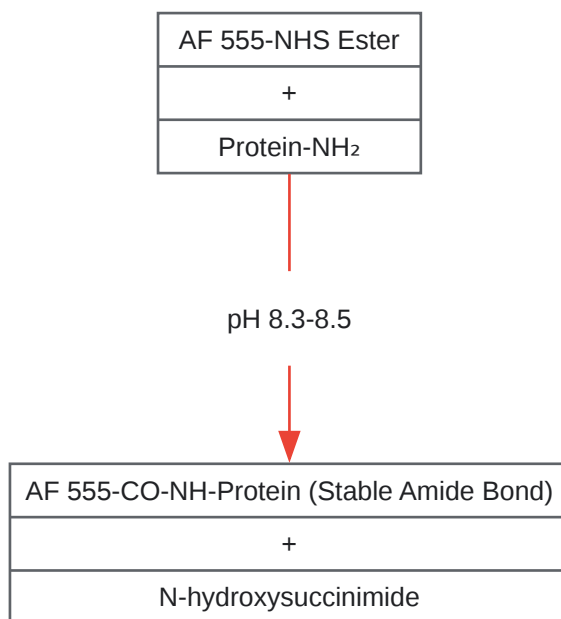 AF 555-NHS Ester
+
Protein-NH₂
pH 8.3-8.5
AF 555-CO-NH-Protein (Stable Amide Bond)
+
N-hydroxysuccinimide